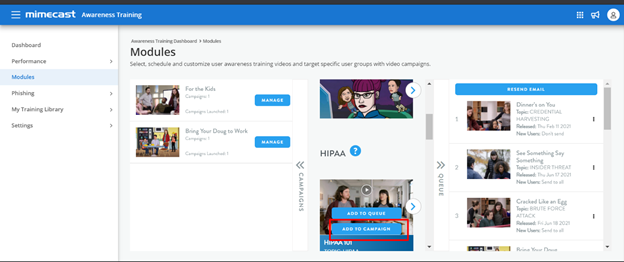 mimecast Awareness Training
Dashboard
Performance
Modules
Phishing
My Training Library
Settings
Awareness Training Dashboard > Modules
Modules
Select, schedule and customize user awareness training videos and target specific user groups with video campaigns.
For the Kids
Campaigns 1
MANAGE
Campaigns Launched 1
Bring Your Doug to Work
Campaigns 1
MANAGE
Campaigns Launched 1
CAMPAIGNS
HIPAA ?
ADD TO QUEUE
ADD TO CAMPAIGN
HIPAA 101
QUEUE
RESEND EMAIL
1
Dinner's on You
Topic: CREDENTIAL
HARVESTING
Released: Thu Feb 11 2021
New Users: Don't send
2
See Something Say
Something
Topic: INSIDER THREAT
Released: Thu Jun 17 2021
New Users: Send to all
3
Cracked Like an Egg
Topic: BRUTE FORCE
ATTACK
Released: Fri Jun 18 2021
New Users: Send to all
Bring Your Doug